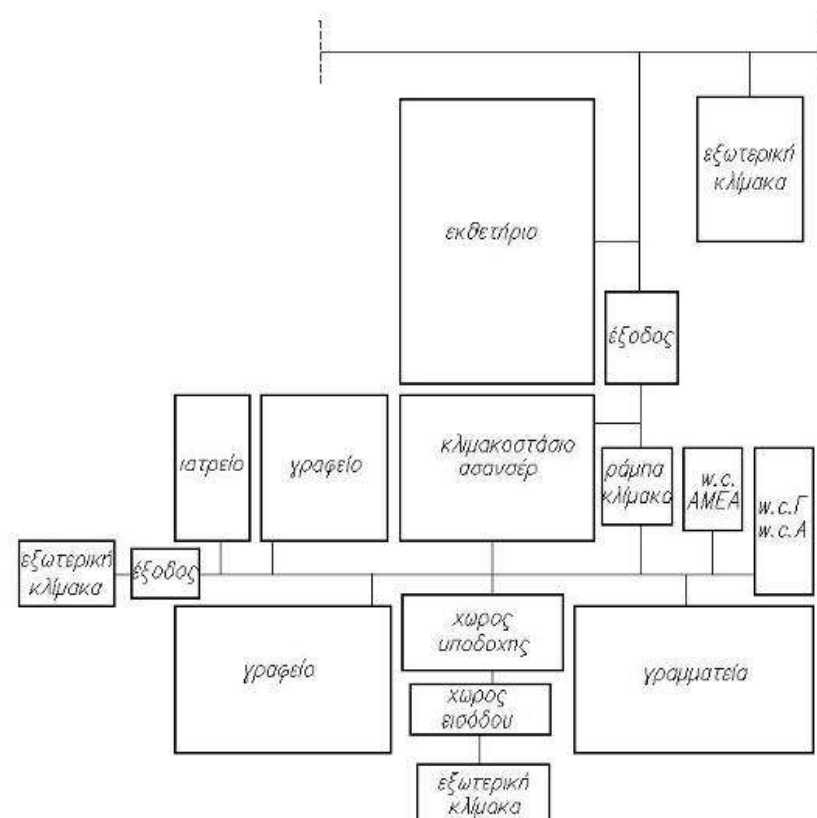 εξωτερική
κλίμακα
εκθετήριο
έξοδος
ιατρείο
γραφείο
κλιμακοστάσιο
ασανσέρ
ράμπα
κλίμακα
w.c.
ΑΜΕΑ
w.c.Γ
w.c.Α
εξωτερική
κλίμακα
έξοδος
γραφείο
χωρος
υποδοχης
γραμματεία
χωρος
εισόδου
εξωτερική
κλίμακα